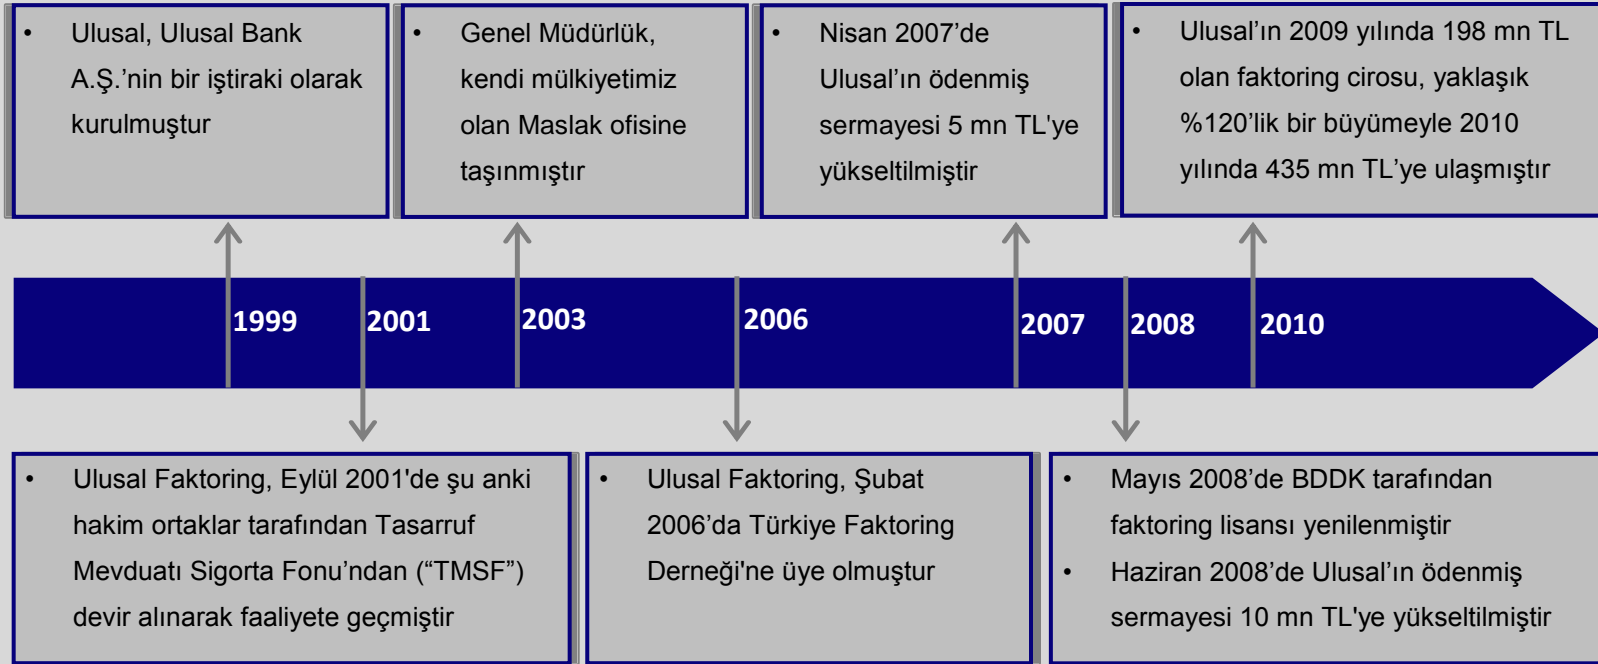 • Ulusal, Ulusal Bank
A.Ş.’nin bir iştiraki olarak
kurulmuştur
• Genel Müdürlük,
kendi mülkiyetimiz
olan Maslak ofisine
taşınmıştır
• Nisan 2007’de
Ulusal’ın ödenmiş
sermayesi 5 mn TL'ye
yükseltilmiştir
• Ulusal’ın 2009 yılında 198 mn TL
olan faktoring cirosu, yaklaşık
%120’lik bir büyümeyle 2010
yılında 435 mn TL’ye ulaşmıştır
1999
2001
2003
2006
2007
2008
2010
• Ulusal Faktoring, Eylül 2001'de şu anki
hakim ortaklar tarafından Tasarruf
Mevduatı Sigorta Fonu’ndan (“TMSF”)
devir alınarak faaliyete geçmiştir
• Ulusal Faktoring, Şubat
2006’da Türkiye Faktoring
Derneği'ne üye olmuştur
• Mayıs 2008’de BDDK tarafından
faktoring lisansı yenilenmiştir
• Haziran 2008’de Ulusal’ın ödenmiş
sermayesi 10 mn TL'ye yükseltilmiştir